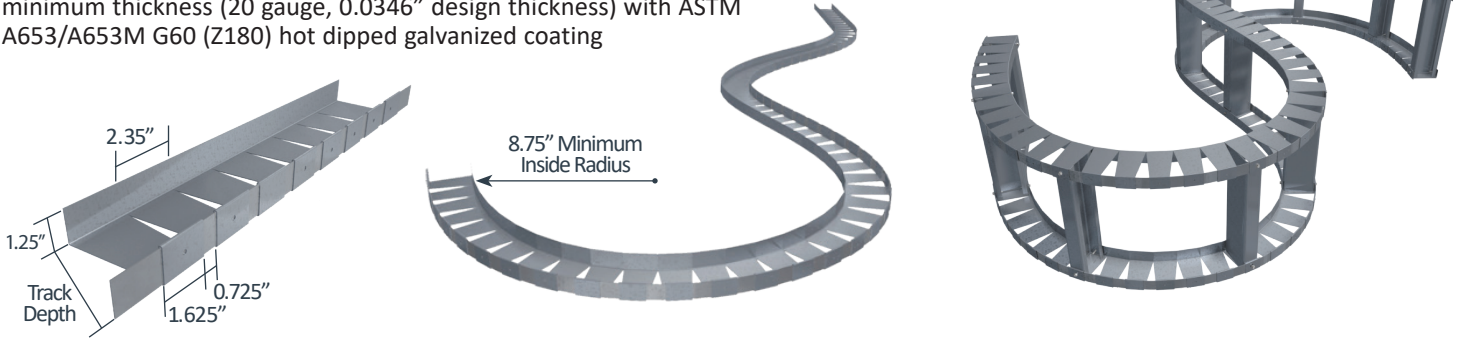 minimum thickness (20 gauge, 0.0346” design thickness) with ASTM
A653/A653M G60 (Z180) hot dipped galvanized coating
2.35”
8.75” Minimum
Inside Radius
1.25”
Track
Depth
0.725”
1.625”